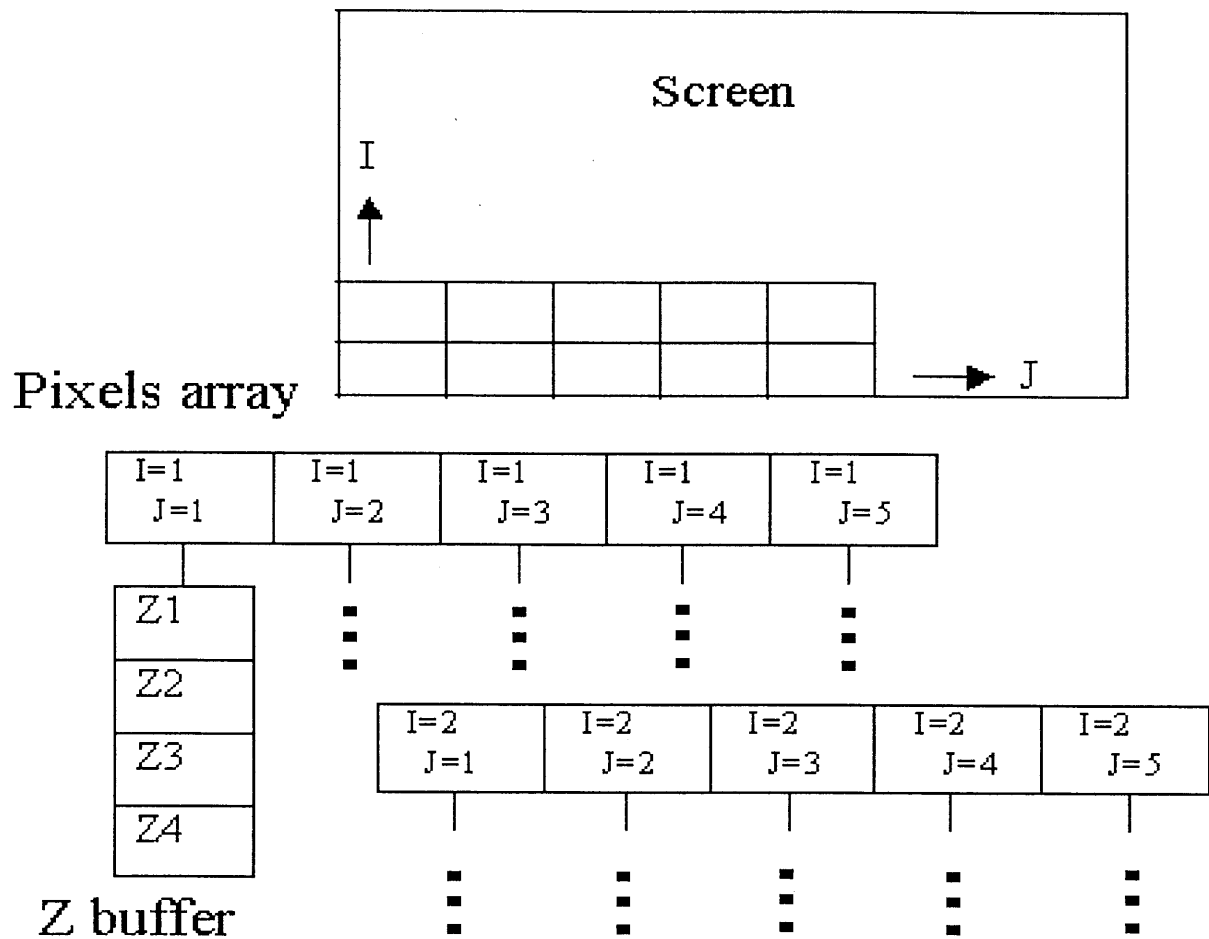 Screen
I
J
Pixels array
I=1 I=1 I=1 I=1 I=1
J=1 J=2 J=3 J=4 J=5
Z1
Z2
I=2 I=2 I=2 I=2 I=2
J=1 J=2 J=3 J=4 J=5
Z3
Z4
Z buffer